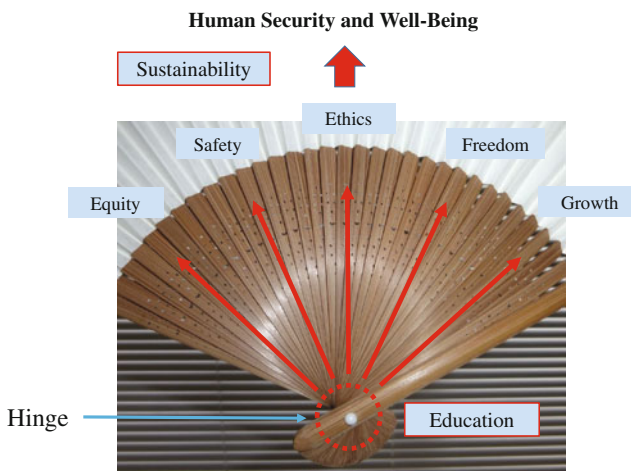 Human Security and Well-Being
Sustainability
Ethics
Safety
Freedom
Equity
Growth
Hinge
Education